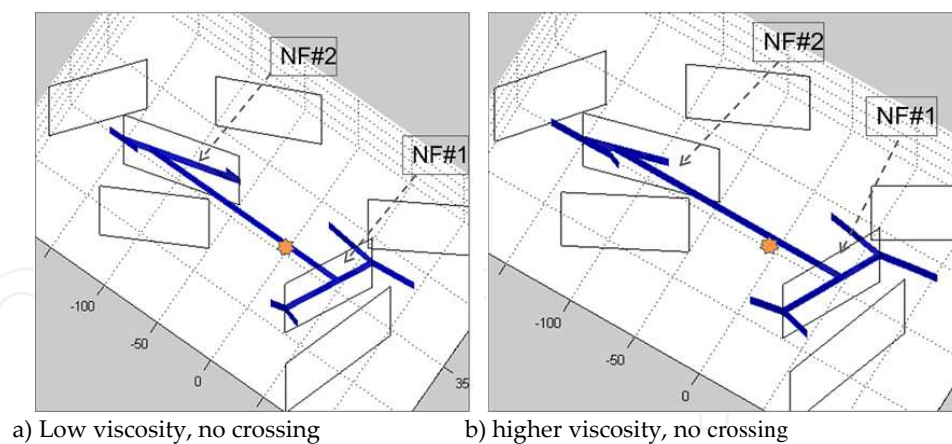 NF#2
NF#1
-100
-50
0
35
NF#2
NF#1
-100
-50
0
a) Low viscosity, no crossing
b) higher viscosity, no crossing